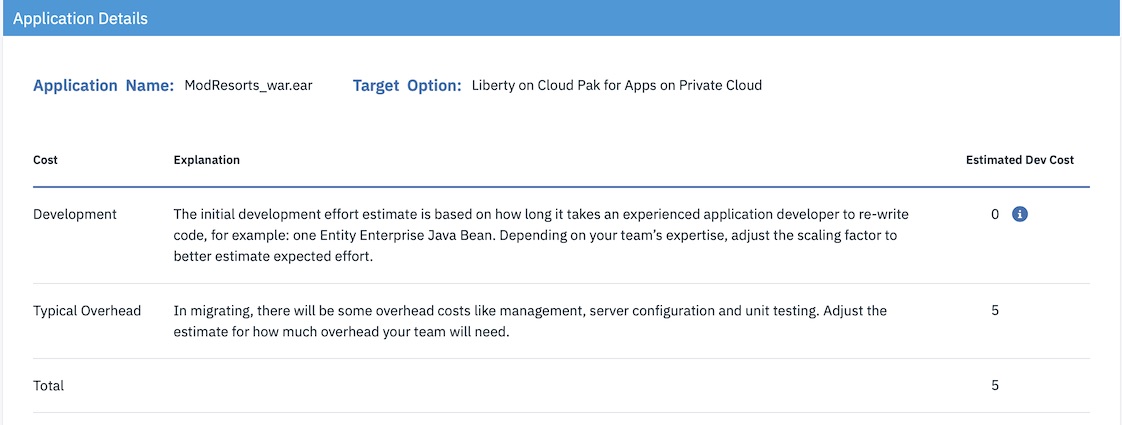 Application Details
Application Name: ModResorts_war.ear Target Option: Liberty on Cloud Pak for Apps on Private Cloud
Cost Explanation Estimated Dev Cost
Development The initial development effort estimate is based on how long it takes an experienced application developer to re-write 0
code, for example: one Entity Enterprise Java Bean. Depending on your team's expertise, adjust the scaling factor to
better estimate expected effort.
Typical Overhead In migrating, there will be some overhead costs like management, server configuration and unit testing. Adjust the 5
estimate for how much overhead your team will need.
Total 5